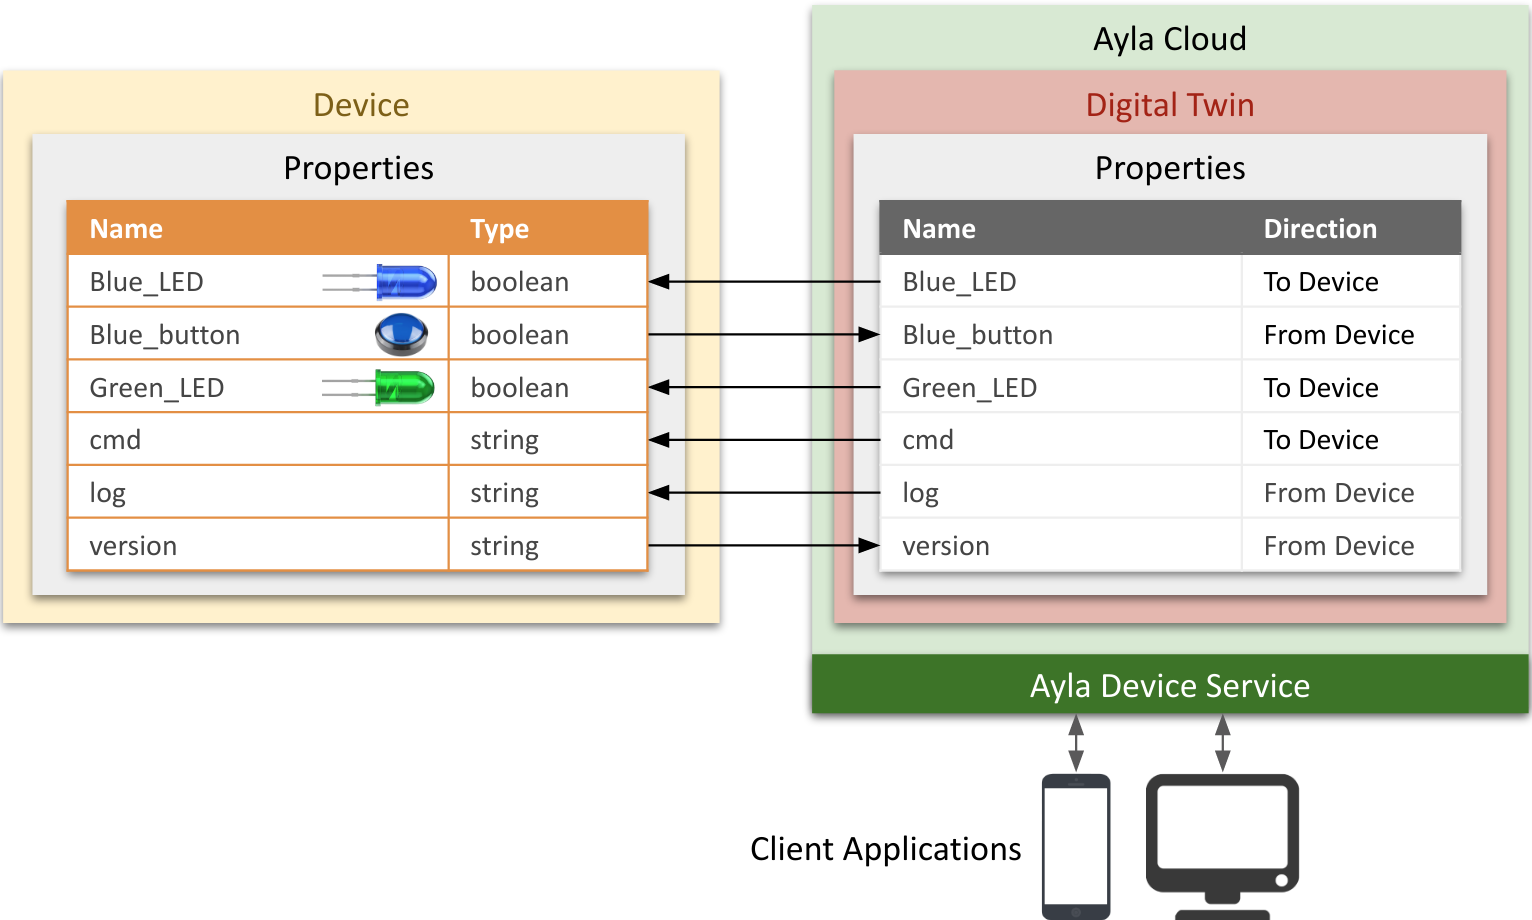 Ayla Cloud
Device
Digital Twin
Properties
Properties
Name Type
Name Direction
Blue_LED boolean
Blue_LED To Device
Blue_button boolean
Blue_button From Device
Green_LED boolean
Green_LED To Device
cmd string
cmd To Device
log string
log From Device
version string
version From Device
Ayla Device Service
Client Applications